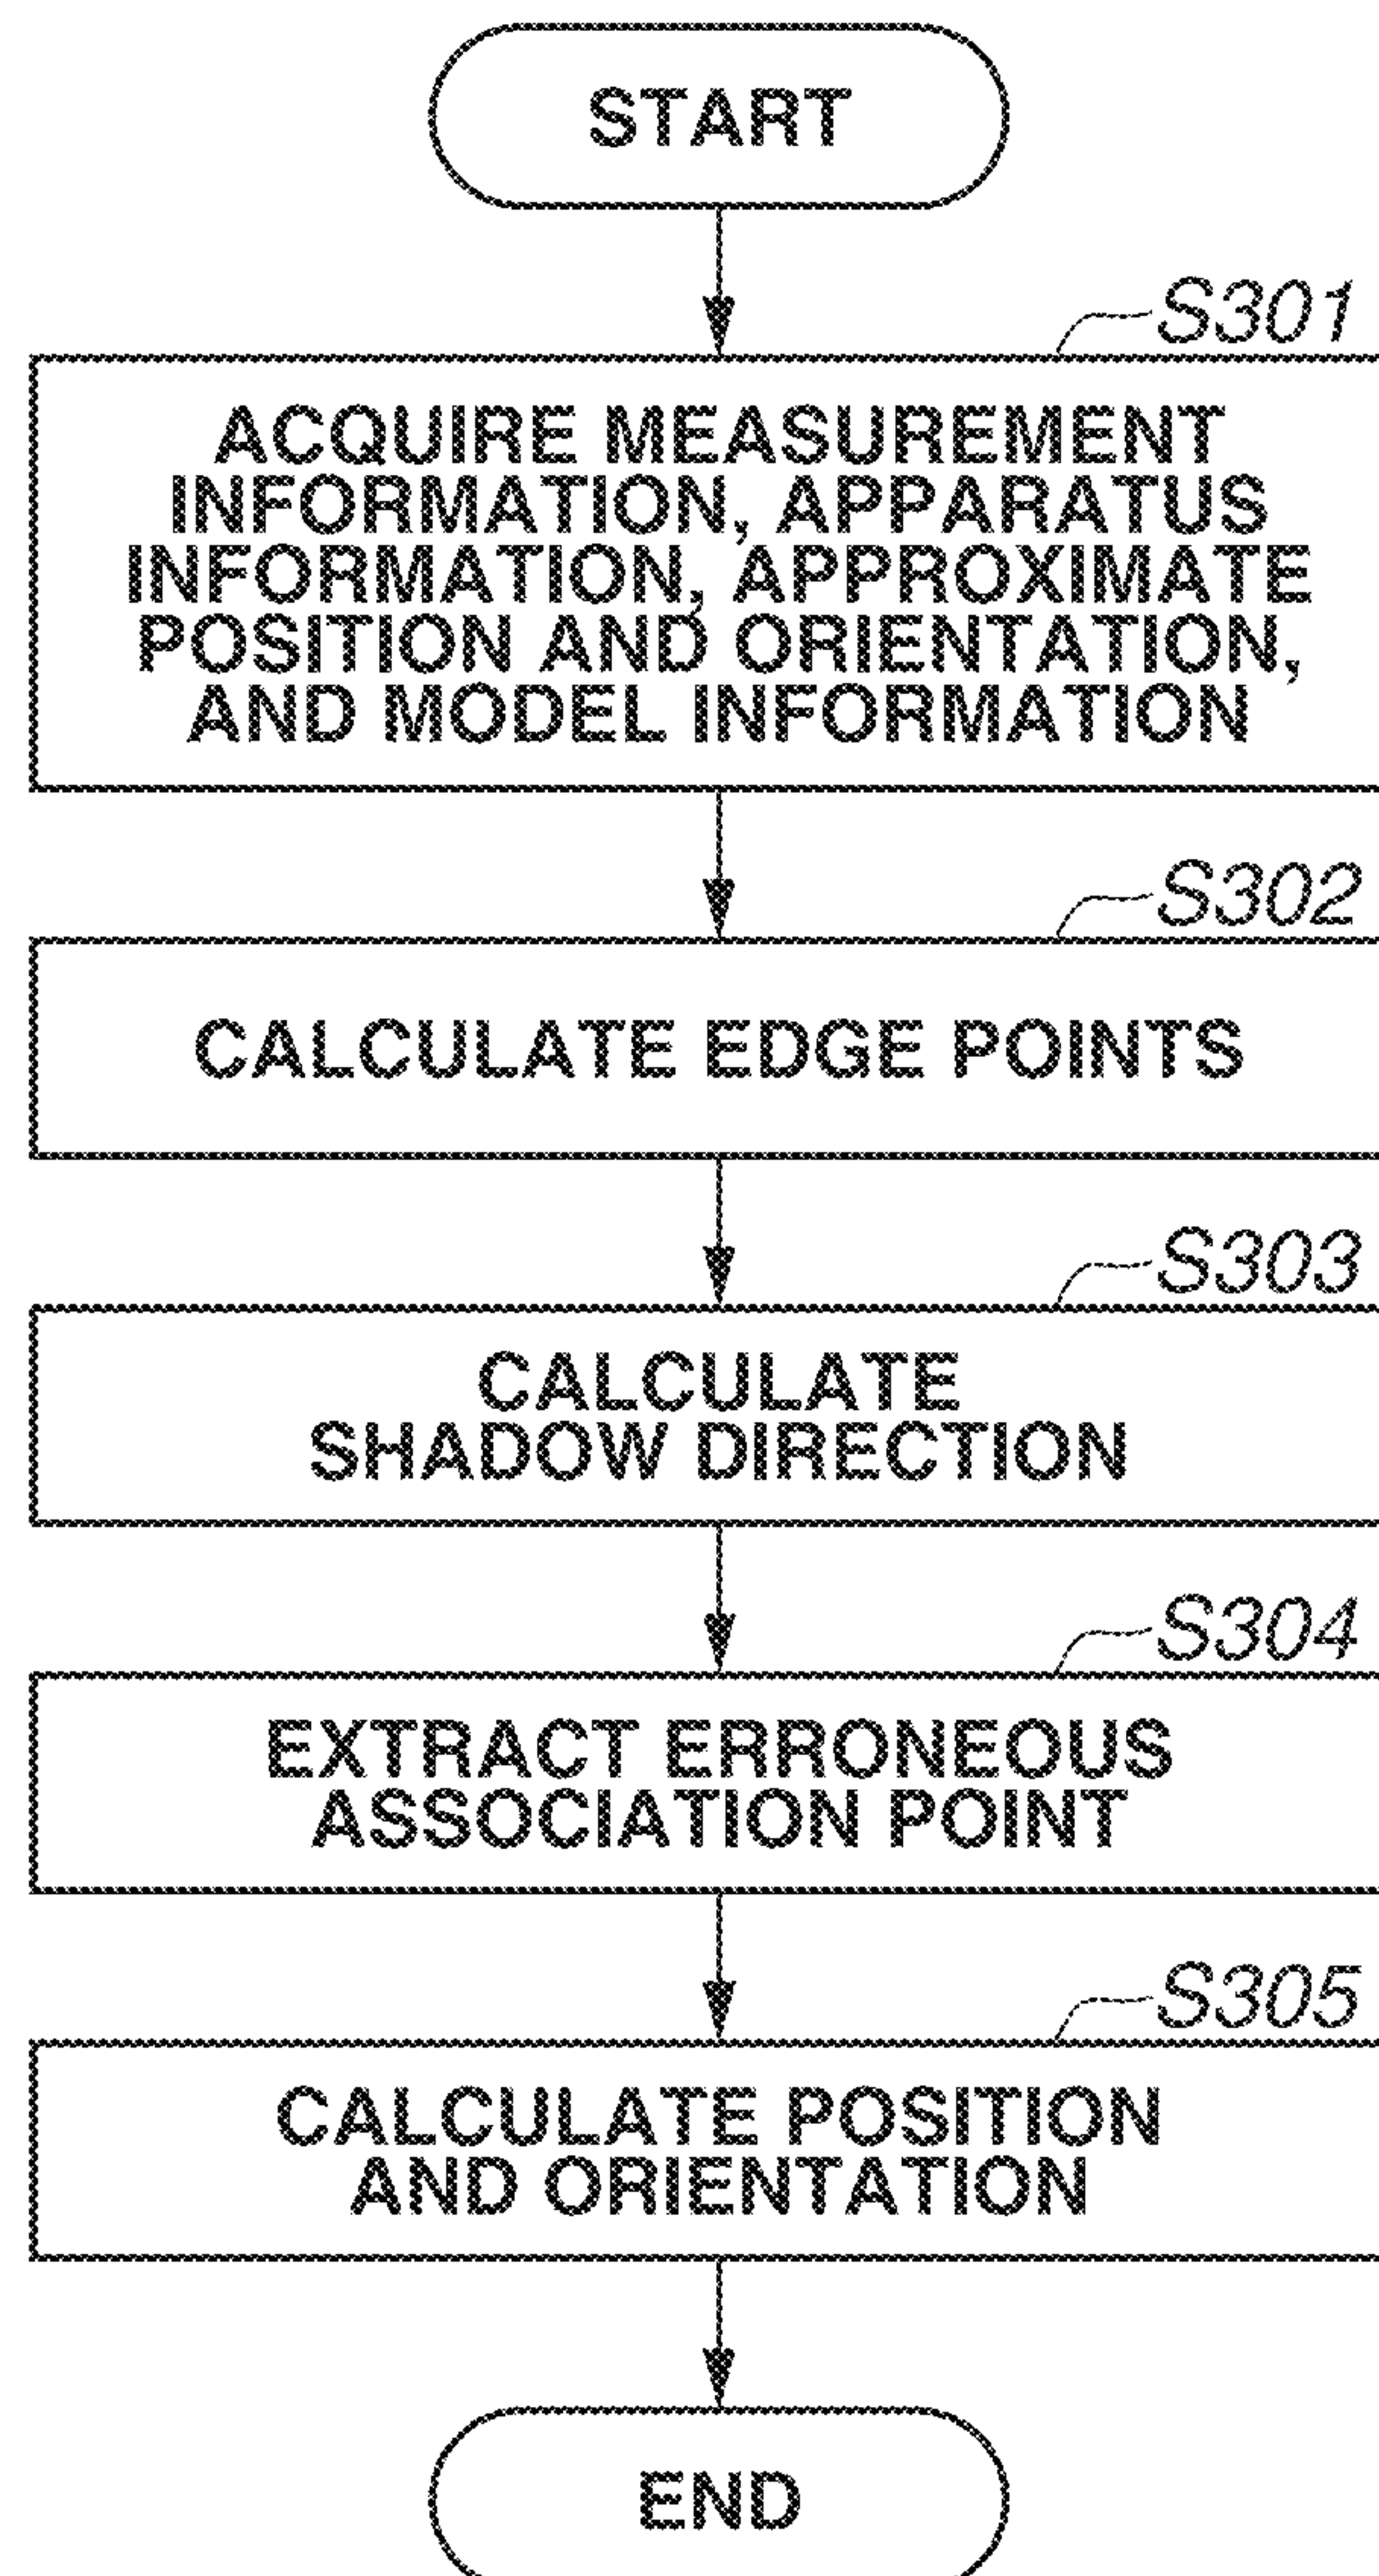 START
S301
ACQUIRE MEASUREMENT
INFORMATION, APPARATUS
INFORMATION, APPROXIMATE
POSITION AND ORIENTATION,
AND MODEL INFORMATION
S302
CALCULATE EDGE POINTS
S303
CALCULATE
SHADOW DIRECTION
S304
EXTRACT ERRONEOUS
ASSOCIATION POINT
S305
CALCULATE POSITION
AND ORIENTATION
END